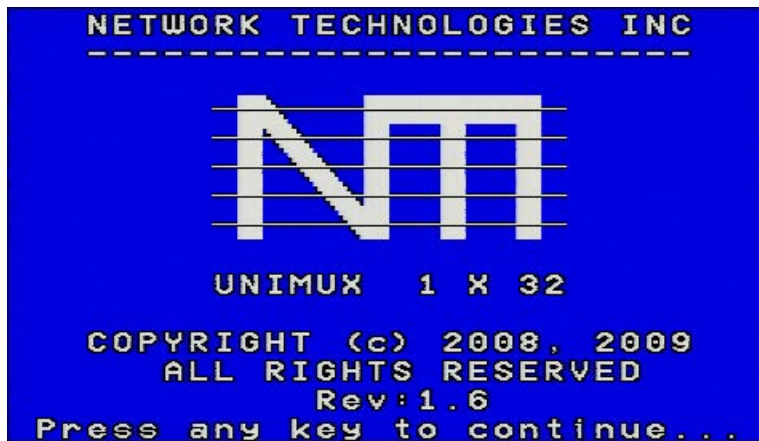 NETWORK TECHNOLOGIES INC
------------------------
NTI
UNIMUX 1 X 32
COPYRIGHT (c) 2008, 2009
ALL RIGHTS RESERVED
Rev:1.6
Press any key to continue...